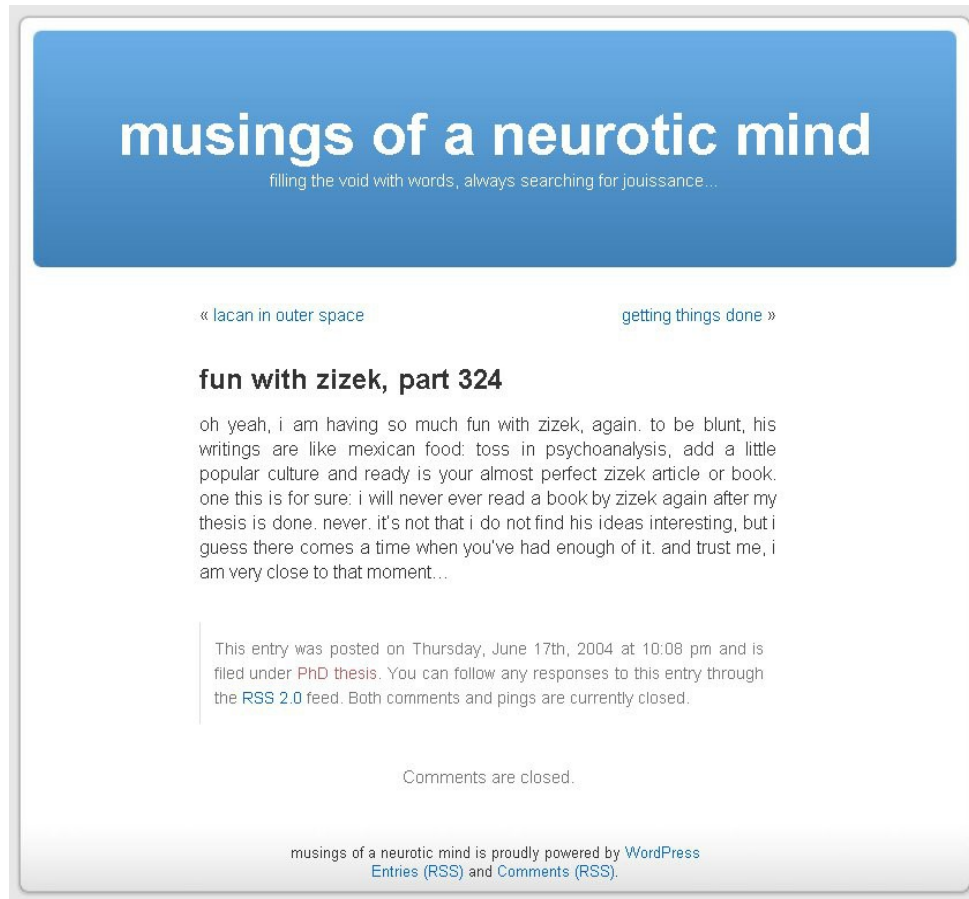 musings of a neurotic mind
filling the void with words, always searching for jouissance...
« lacan in outer space
getting things done »
fun with zizek, part 324
oh yeah, i am having so much fun with zizek, again. to be blunt, his
writings are like mexican food: toss in psychoanalysis, add a little
popular culture and ready is your almost perfect zizek article or book.
one this is for sure: i will never ever read a book by zizek again after my
thesis is done. never. it's not that i do not find his ideas interesting, but i
guess there comes a time when you've had enough of it. and trust me, i
am very close to that moment...
This entry was posted on Thursday, June 17th, 2004 at 10:08 pm and is
filed under PhD thesis. You can follow any responses to this entry through
the RSS 2.0 feed. Both comments and pings are currently closed.
Comments are closed.
musings of a neurotic mind is proudly powered by WordPress
Entries (RSS) and Comments (RSS).